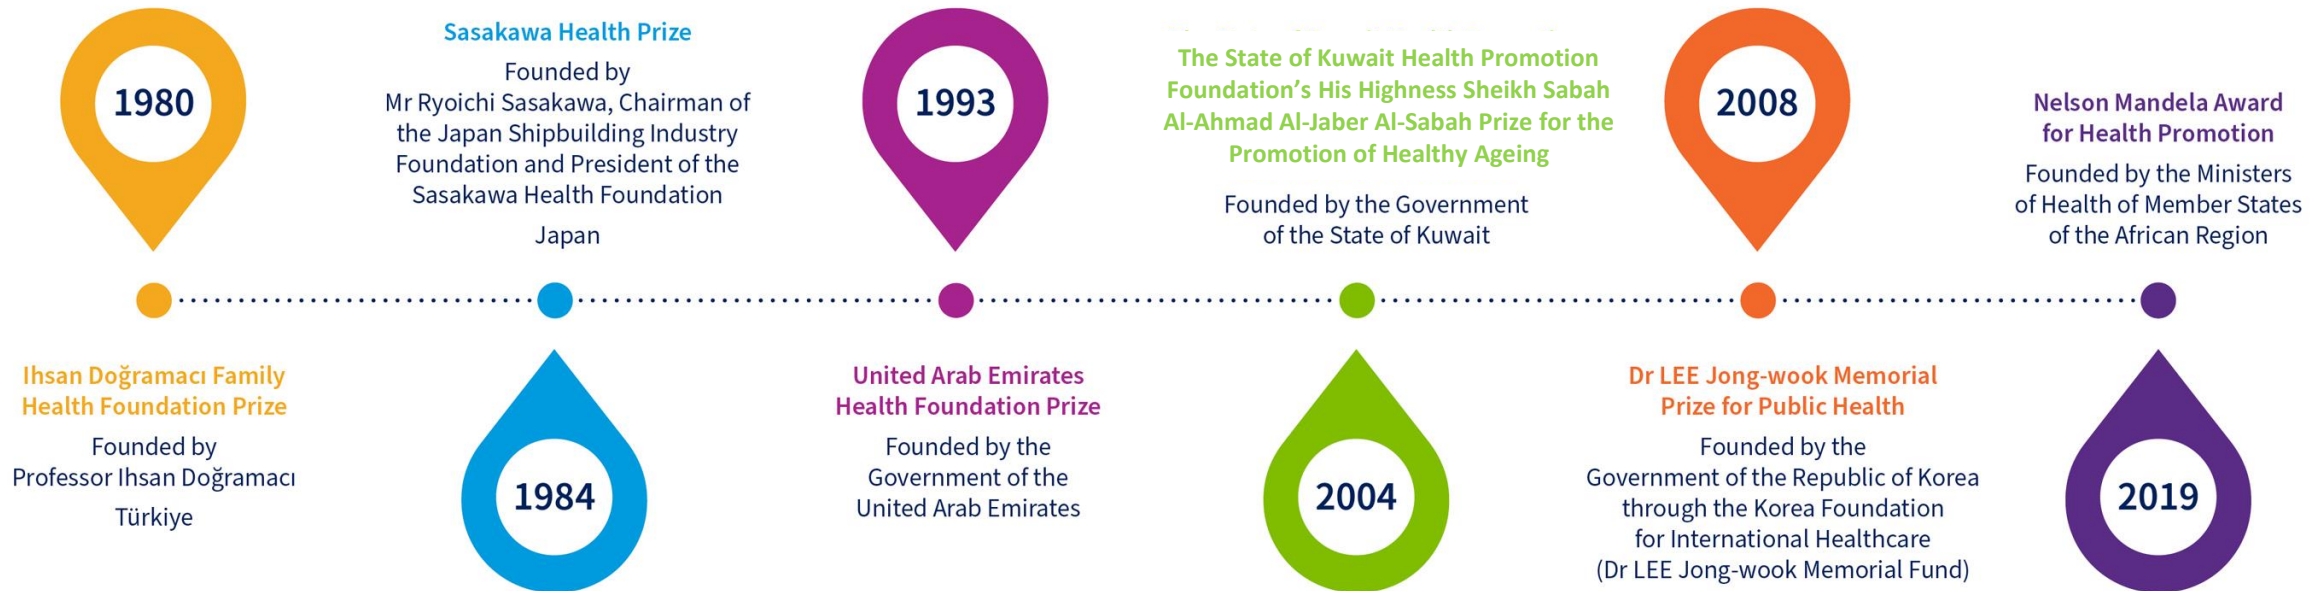 1980
Ihsan Doğramacı Family
Health Foundation Prize
Founded by
Professor Ihsan Doğramacı
Türkiye
Sasakawa Health Prize
Founded by
Mr Ryoichi Sasakawa, Chairman of
the Japan Shipbuilding Industry
Foundation and President of the
Sasakawa Health Foundation
Japan
1984
1993
United Arab Emirates
Health Foundation Prize
Founded by the
Government of the
United Arab Emirates
The State of Kuwait Health Promotion
Foundation’s His Highness Sheikh Sabah
Al-Ahmad Al-Jaber Al-Sabah Prize for the
Promotion of Healthy Ageing
Founded by the Government
of the State of Kuwait
2004
2008
Dr LEE Jong-wook Memorial
Prize for Public Health
Founded by the
Government of the Republic of Korea
through the Korea Foundation
for International Healthcare
(Dr LEE Jong-wook Memorial Fund)
Nelson Mandela Award
for Health Promotion
Founded by the Ministers
of Health of Member States
of the African Region
2019